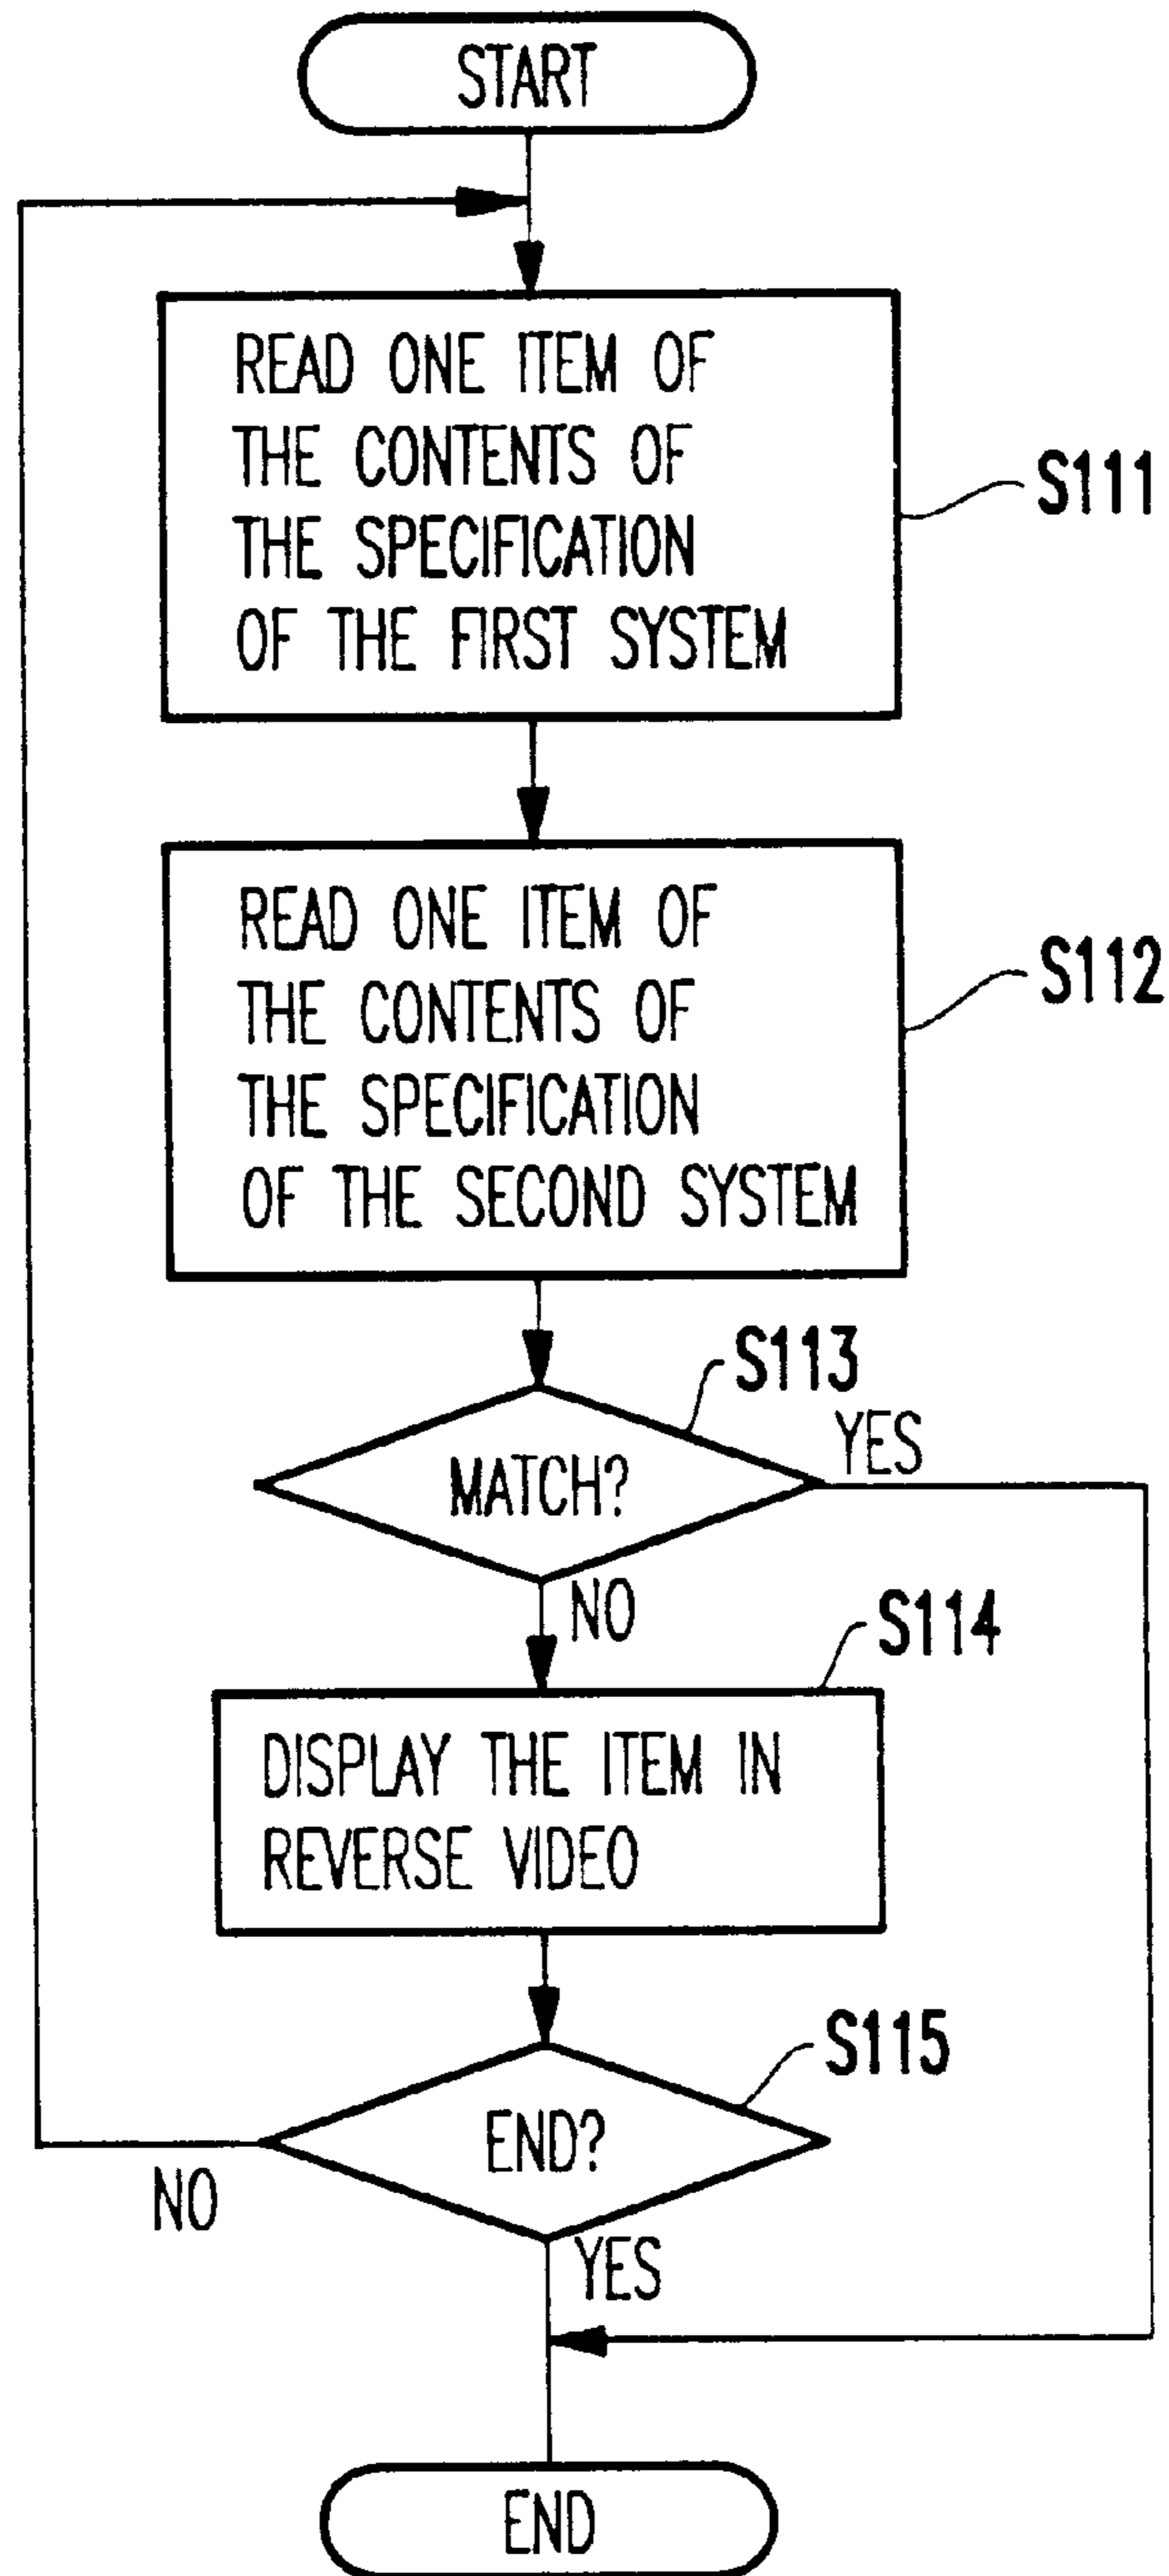 START
READ ONE ITEM OF
THE CONTENTS OF
THE SPECIFICATION
OF THE FIRST SYSTEM
S111
READ ONE ITEM OF
THE CONTENTS OF
THE SPECIFICATION
OF THE SECOND SYSTEM
S112
S113
MATCH?
YES
NO
S114
DISPLAY THE ITEM IN
REVERSE VIDEO
S115
END?
NO
YES
END